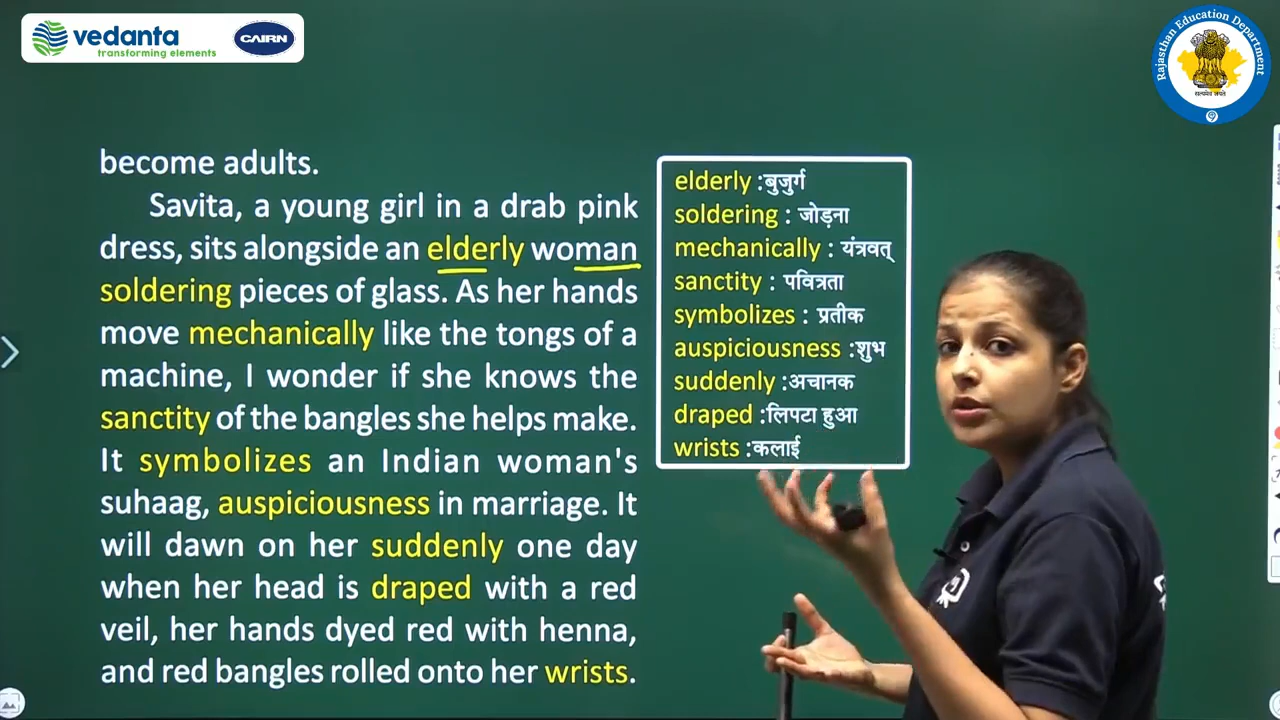 vedanta
transforming elements
CAIRN
Rajasthan Education Department
सत्यमेव जयते
become adults.
Savita, a young girl in a drab pink
dress, sits alongside an elderly woman
soldering pieces of glass. As her hands
move mechanically like the tongs of a
machine, I wonder if she knows the
sanctity of the bangles she helps make.
It symbolizes an Indian woman's
suhaag, auspiciousness in marriage. It
will dawn on her suddenly one day
when her head is draped with a red
veil, her hands dyed red with henna,
and red bangles rolled onto her wrists.
elderly :बुजुर्ग
soldering : जोड़ना
mechanically : यंत्रवत्
sanctity : पवित्रता
symbolizes : प्रतीक
auspiciousness :शुभ
suddenly :अचानक
draped :लिपटा हुआ
wrists :कलाई